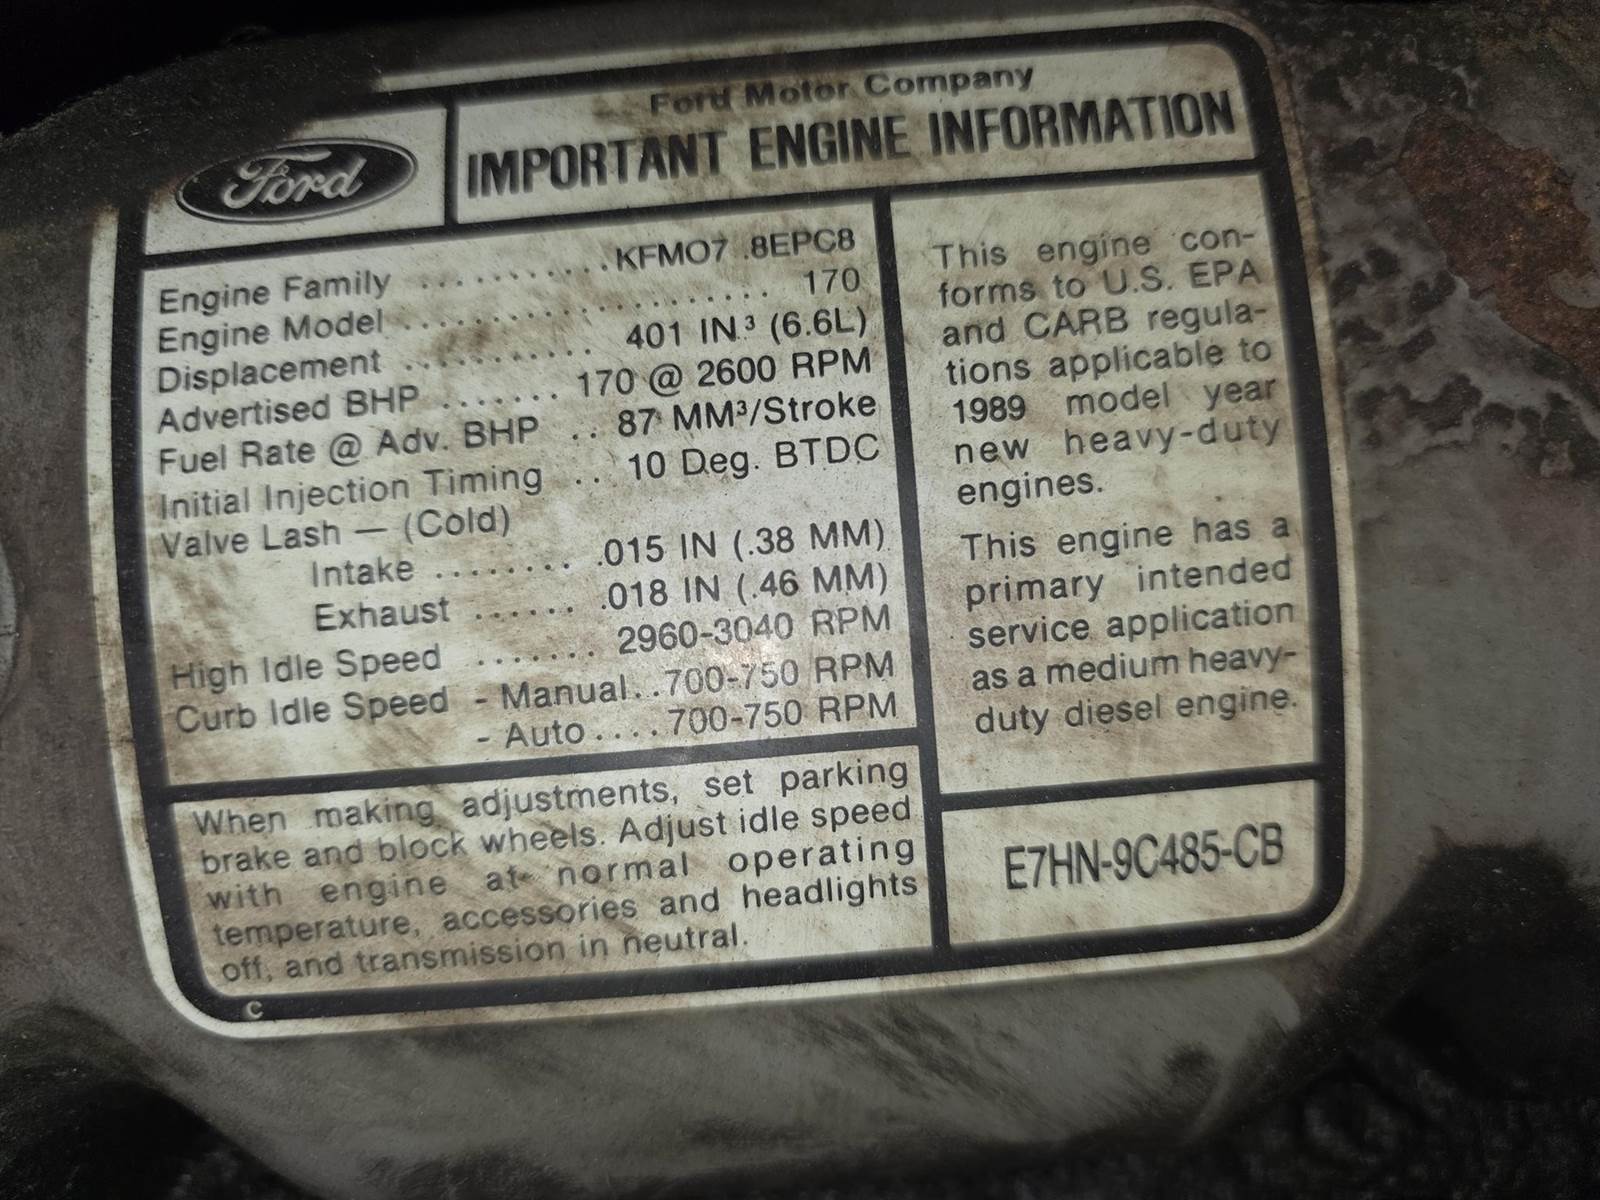 Ford
Ford Motor Company
IMPORTANT ENGINE INFORMATION
Engine Family ..........KFMO7 .8EPC8
Engine Model .................. 170
Displacement ........... 401 IN.³ (6.6L)
Advertised BHP ....... 170 @ 2600 RPM
Fuel Rate @ Adv. BHP .. 87 MM³/Stroke
Initial Injection Timing .. 10 Deg. BTDC
Valve Lash — (Cold)
Intake ........ .015 IN (.38 MM)
Exhaust ...... .018 IN (.46 MM)
High Idle Speed ....... 2960-3040 RPM
Curb Idle Speed - Manual..700-750 RPM
- Auto ....700-750 RPM
When making adjustments, set parking
brake and block wheels. Adjust idle speed
with engine at normal operating
temperature, accessories and headlights
off, and transmission in neutral.
C
This engine con-
forms to U.S. EPA
and CARB regula-
tions applicable to
1989 model year
new heavy-duty
engines.
This engine has a
primary intended
service application
as a medium heavy-
duty diesel engine.
E7HN-9C485-CB